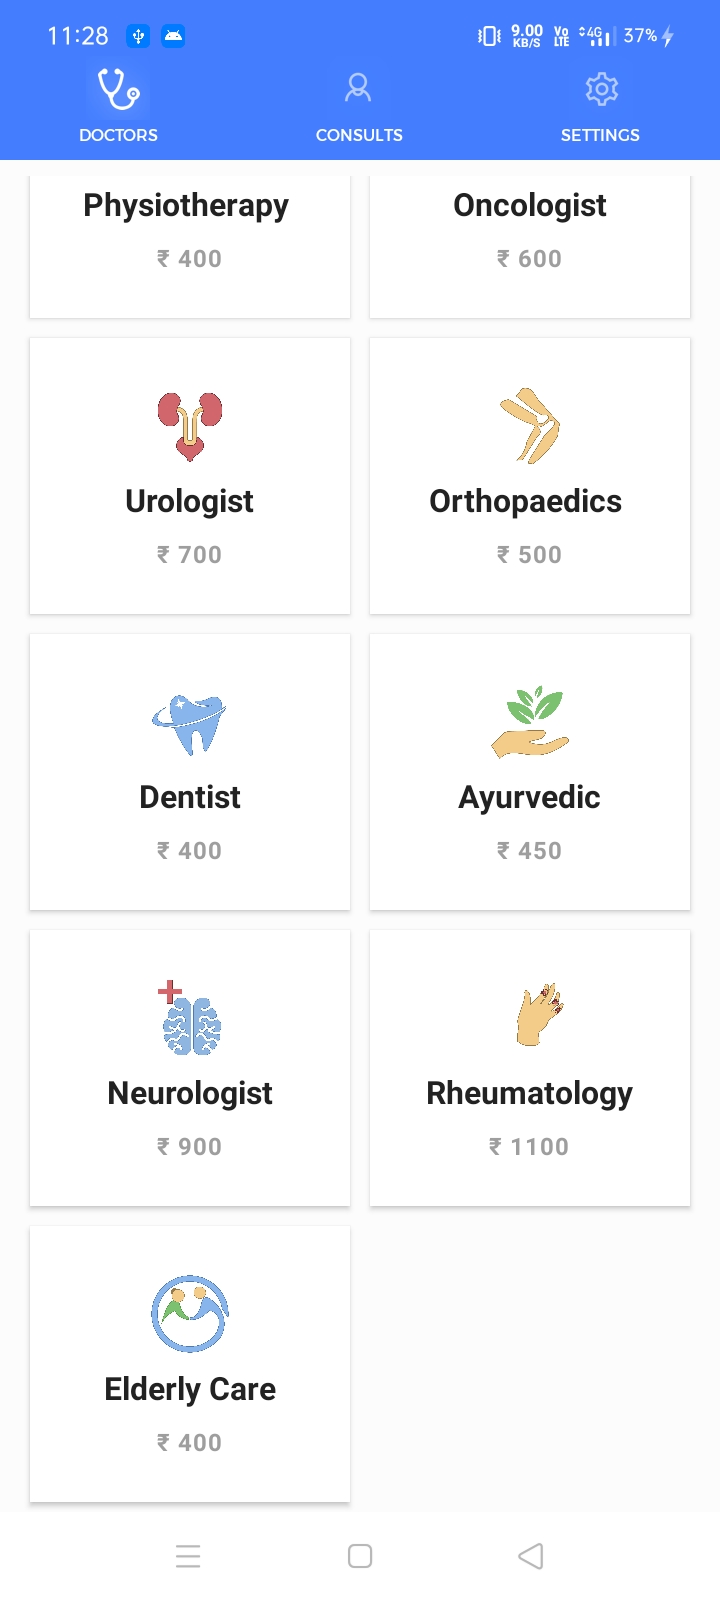 11:28 9.00 KB/S Vo LTE 4G 37%
DOCTORS CONSULTS SETTINGS
Physiotherapy Oncologist
₹ 400 ₹ 600
Urologist Orthopaedics
₹ 700 ₹ 500
Dentist Ayurvedic
₹ 400 ₹ 450
Neurologist Rheumatology
₹ 900 ₹ 1100
Elderly Care
₹ 400